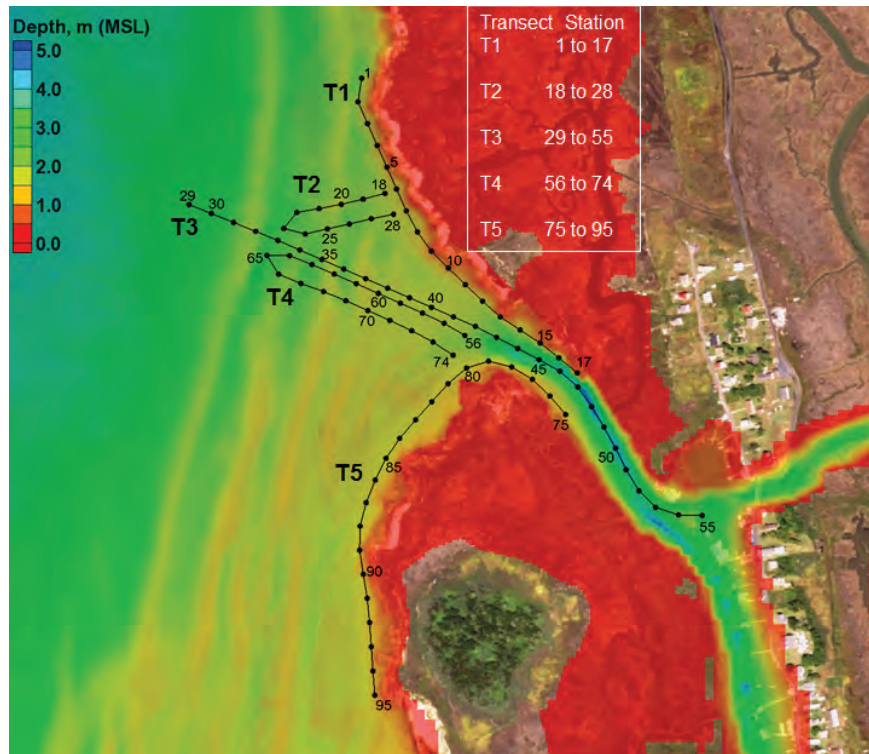 Depth, m (MSL)
5.0
4.0
3.0
2.0
1.0
0.0
Transect Station
T1 1 to 17
T2 18 to 28
T3 29 to 55
T4 56 to 74
T5 75 to 95
1
T1
5
T2
20
18
29
30
T3
25
28
65
35
10
T4
60
40
70
56
15
74
45
17
80
75
50
T5
85
55
90
95